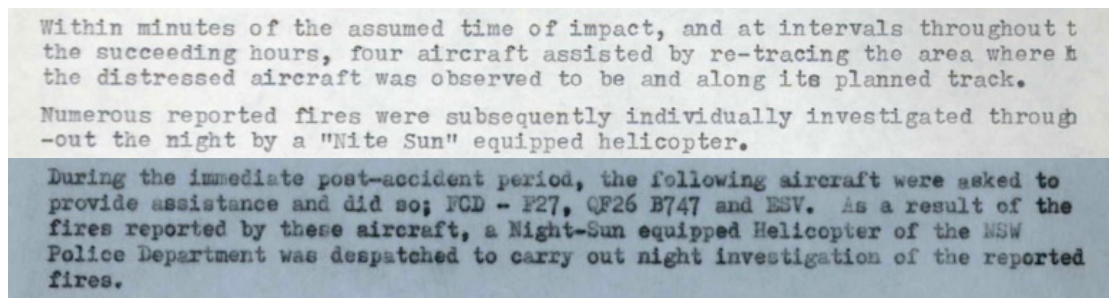 Within minutes of the assumed time of impact, and at intervals throughout t
the succeeding hours, four aircraft assisted by re-tracing the area where
the distressed aircraft was observed to be and along its planned track.
Numerous reported fires were subsequently individually investigated through
-out the night by a "Nite Sun" equipped helicopter.
During the immediate post-accident period, the following aircraft were asked to
provide assistance and did so; FCD - F27, QF26 B747 and ESV. As a result of the
fires reported by these aircraft, a Night-Sun equipped Helicopter of the NSW
Police Department was despatched to carry out night investigation of the reported
fires.